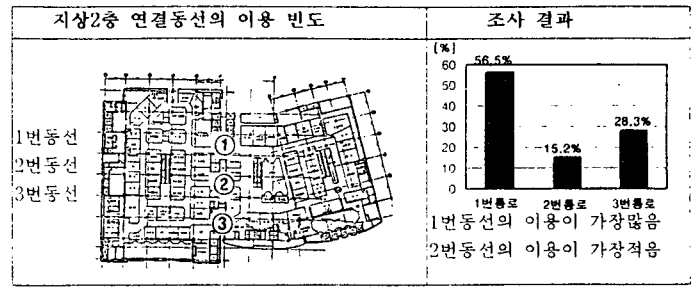 지상2층 연결동선의 이용 빈도
조사 결과
1번동선
2번동선
3번동선
①
②
③
[%]
60
50
40
30
20
10
0
56.5%
15.2%
28.3%
1번통로 2번통로 3번통로
1번동선의 이용이 가장많음
2번동선의 이용이 가장적음